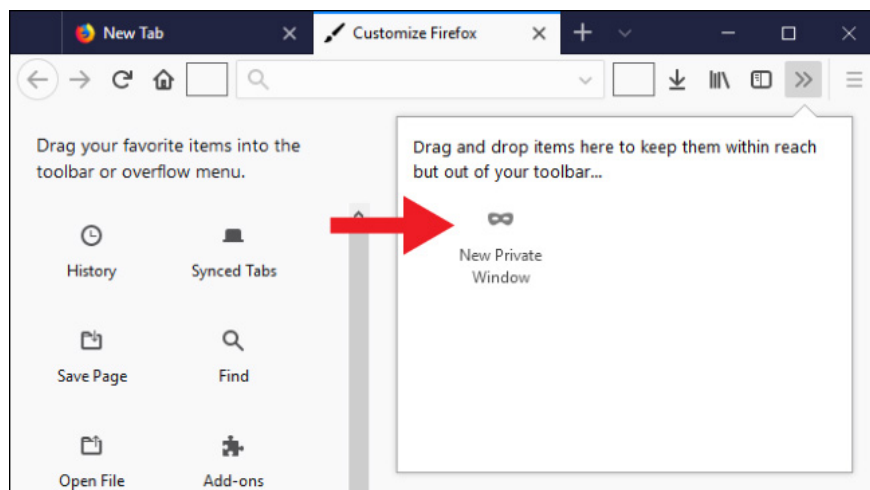 New Tab
Customize Firefox
Drag your favorite items into the
toolbar or overflow menu.
History
Synced Tabs
Save Page
Find
Open File
Add-ons
Drag and drop items here to keep them within reach
but out of your toolbar...
New Private
Window